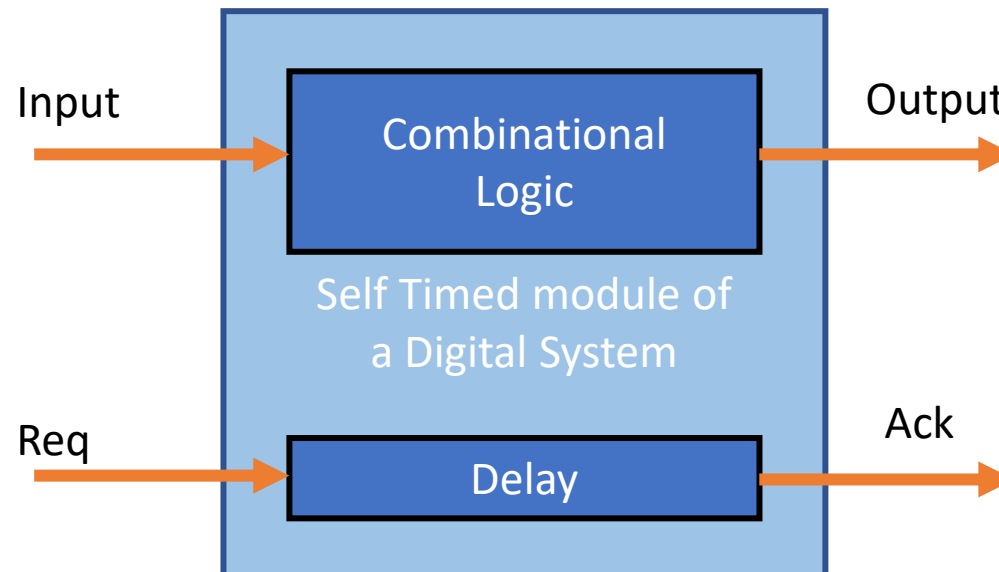 Input
Output
Combinational
Logic
Self Timed module of
a Digital System
Req
Ack
Delay